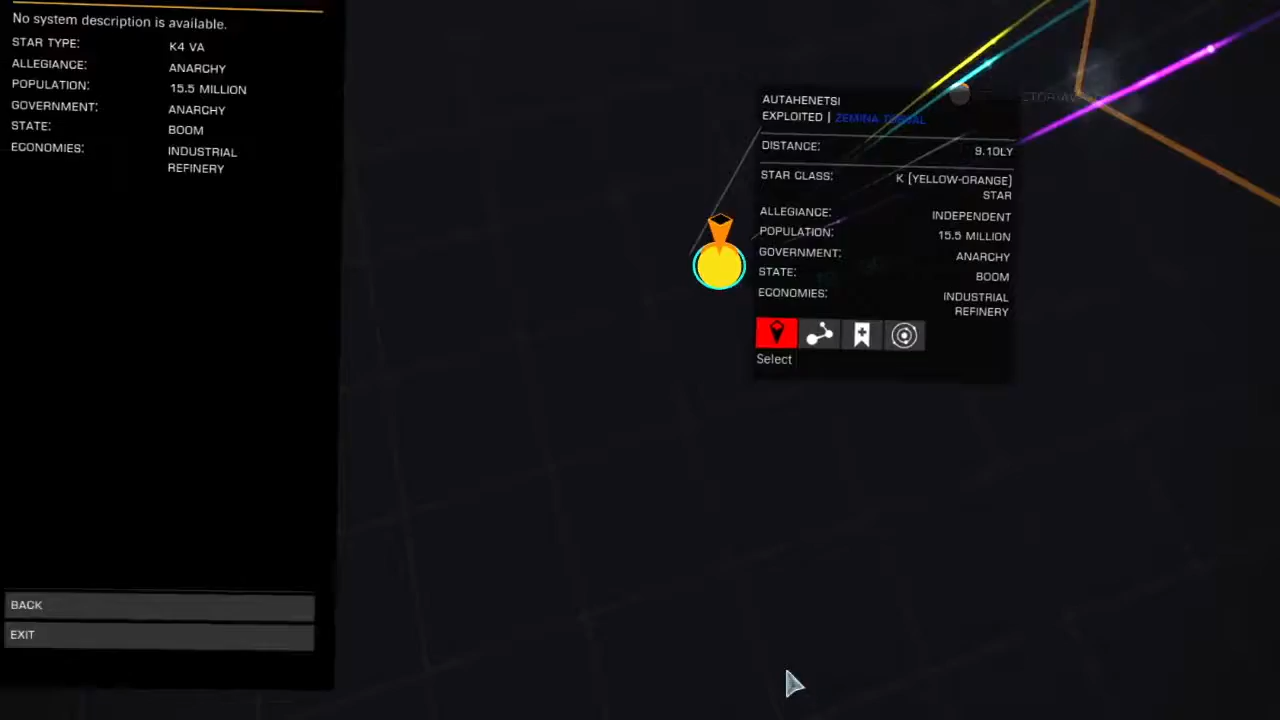 No system description is available.
STAR TYPE: K4 VA
ALLEGIANCE: ANARCHY
POPULATION: 15.5 MILLION
GOVERNMENT: ANARCHY
STATE: BOOM
ECONOMIES: INDUSTRIAL
REFINERY
BACK
EXIT
AUTAHENETSI
EXPLOITED | ZEMINA
DISTANCE: 9.10LY
STAR CLASS: K (YELLOW-ORANGE)
STAR
ALLEGIANCE: INDEPENDENT
POPULATION: 15.5 MILLION
GOVERNMENT: ANARCHY
STATE: BOOM
ECONOMIES: INDUSTRIAL
REFINERY
Select